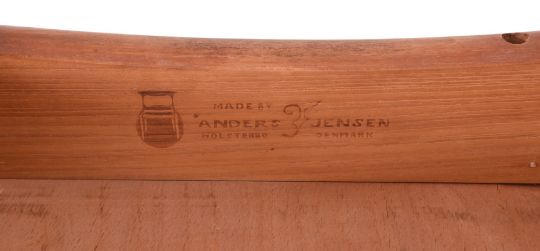 MADE BY
ANDERS JENSEN
HOLSTEBRO DENMARK